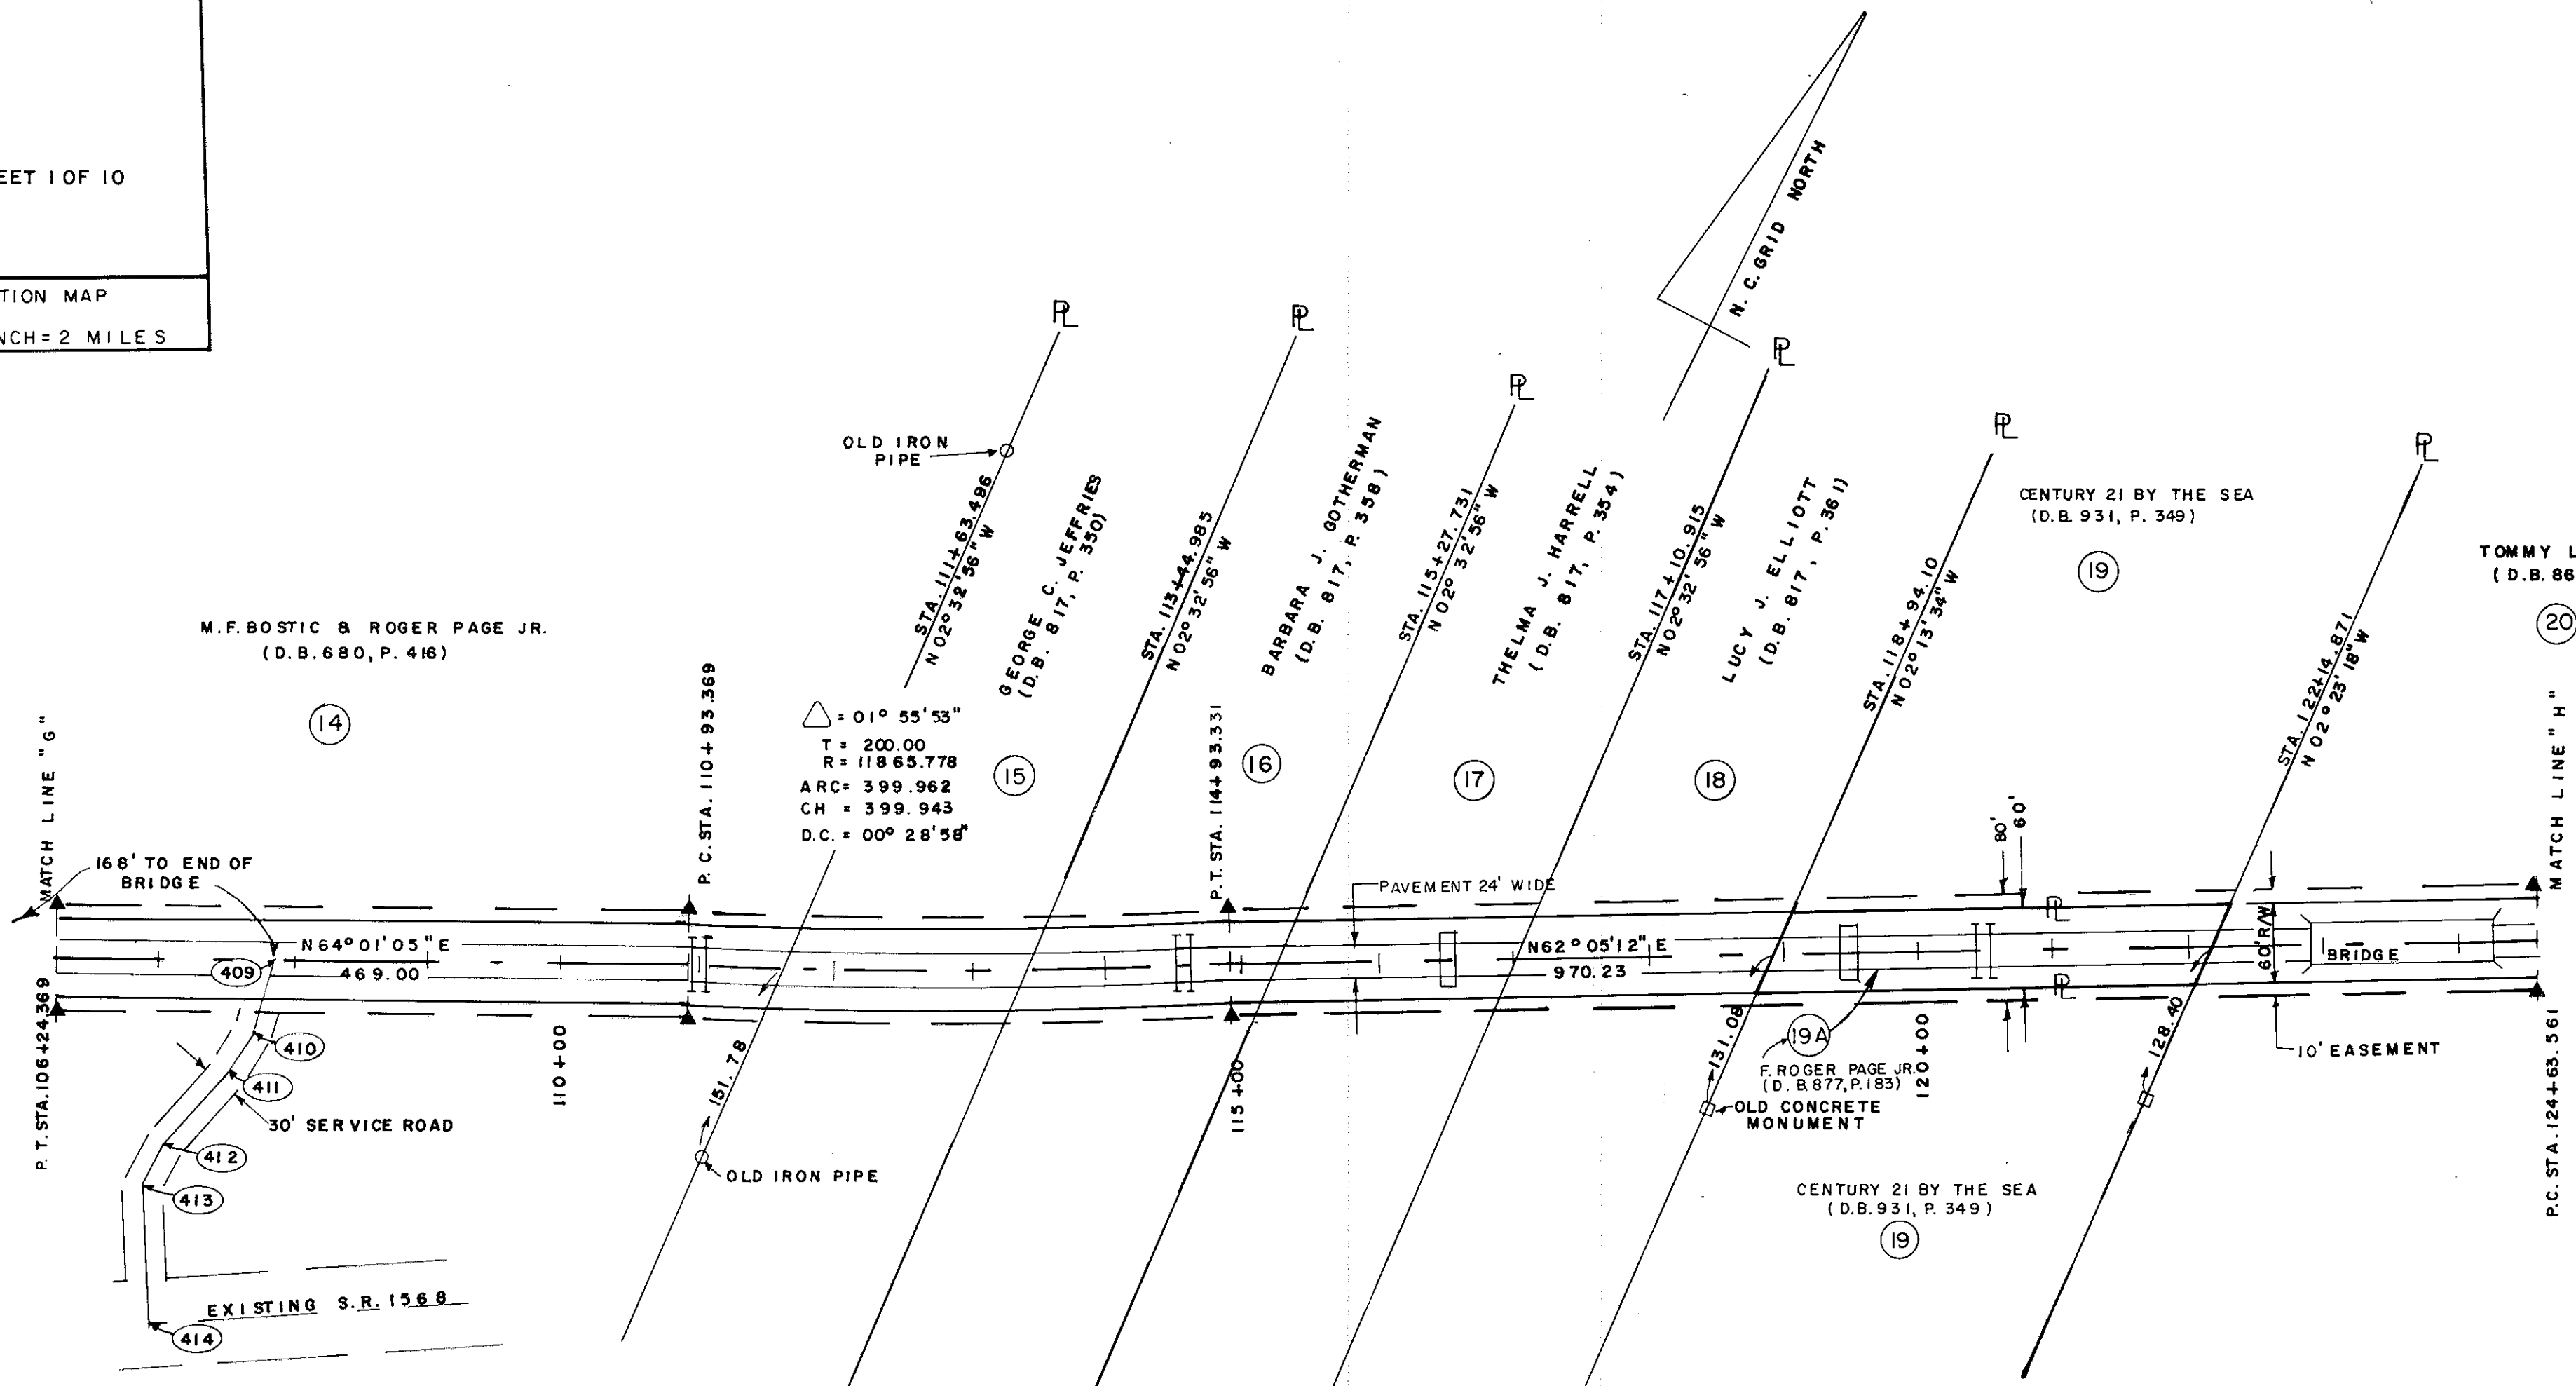 EET 1 OF 10
TION MAP
NCH = 2 MILES
N. C. GRID NORTH
PL
PL
PL
PL
PL
PL
OLD IRON
PIPE
STA. 111+63.496
N 02° 32' 56" W
GEORGE C. JEFFRIES
(D.B. 817, P. 350)
STA. 113+44.985
N 02° 32' 56" W
BARBARA J. GOTHERMAN
(D.B. 817, P. 358)
STA. 115+27.731
N 02° 32' 56" W
THELMA J. HARRELL
(D.B. 817, P. 354)
STA. 117+10.915
N 02° 32' 56" W
LUCY J. ELLIOTT
(D.B. 817, P. 361)
STA. 118+94.10
N 02° 13' 34" W
CENTURY 21 BY THE SEA
(D.B. 931, P. 349)
19
STA. 122+14.871
N 02° 23' 18" W
TOMMY L
(D.B. 86
20
M.F. BOSTIC & ROGER PAGE JR.
(D.B. 680, P. 416)
14
MATCH LINE "G"
P.T. STA. 106+24.369
168' TO END OF
BRIDGE
P.C. STA. 110+93.369
△ = 01° 55' 53"
T = 200.00
R = 11865.778
ARC = 399.962
CH = 399.943
D.C. = 00° 28' 58"
15
P.T. STA. 114+93.331
16
17
18
80'
60'
MATCH LINE "H"
PAVEMENT 24' WIDE
N 64° 01' 05" E
469.00
409
N 62° 05' 12" E
970.23
PL
PL
60' R/W
BRIDGE
410
411
30' SERVICE ROAD
412
413
EXISTING S.R. 1568
414
110+00
151.78
OLD IRON PIPE
115+00
131.08
19A
F. ROGER PAGE JR.
(D.B. 877, P. 183)
OLD CONCRETE
MONUMENT
120+00
128.40
10' EASEMENT
CENTURY 21 BY THE SEA
(D.B. 931, P. 349)
19
P.C. STA. 124+63.561